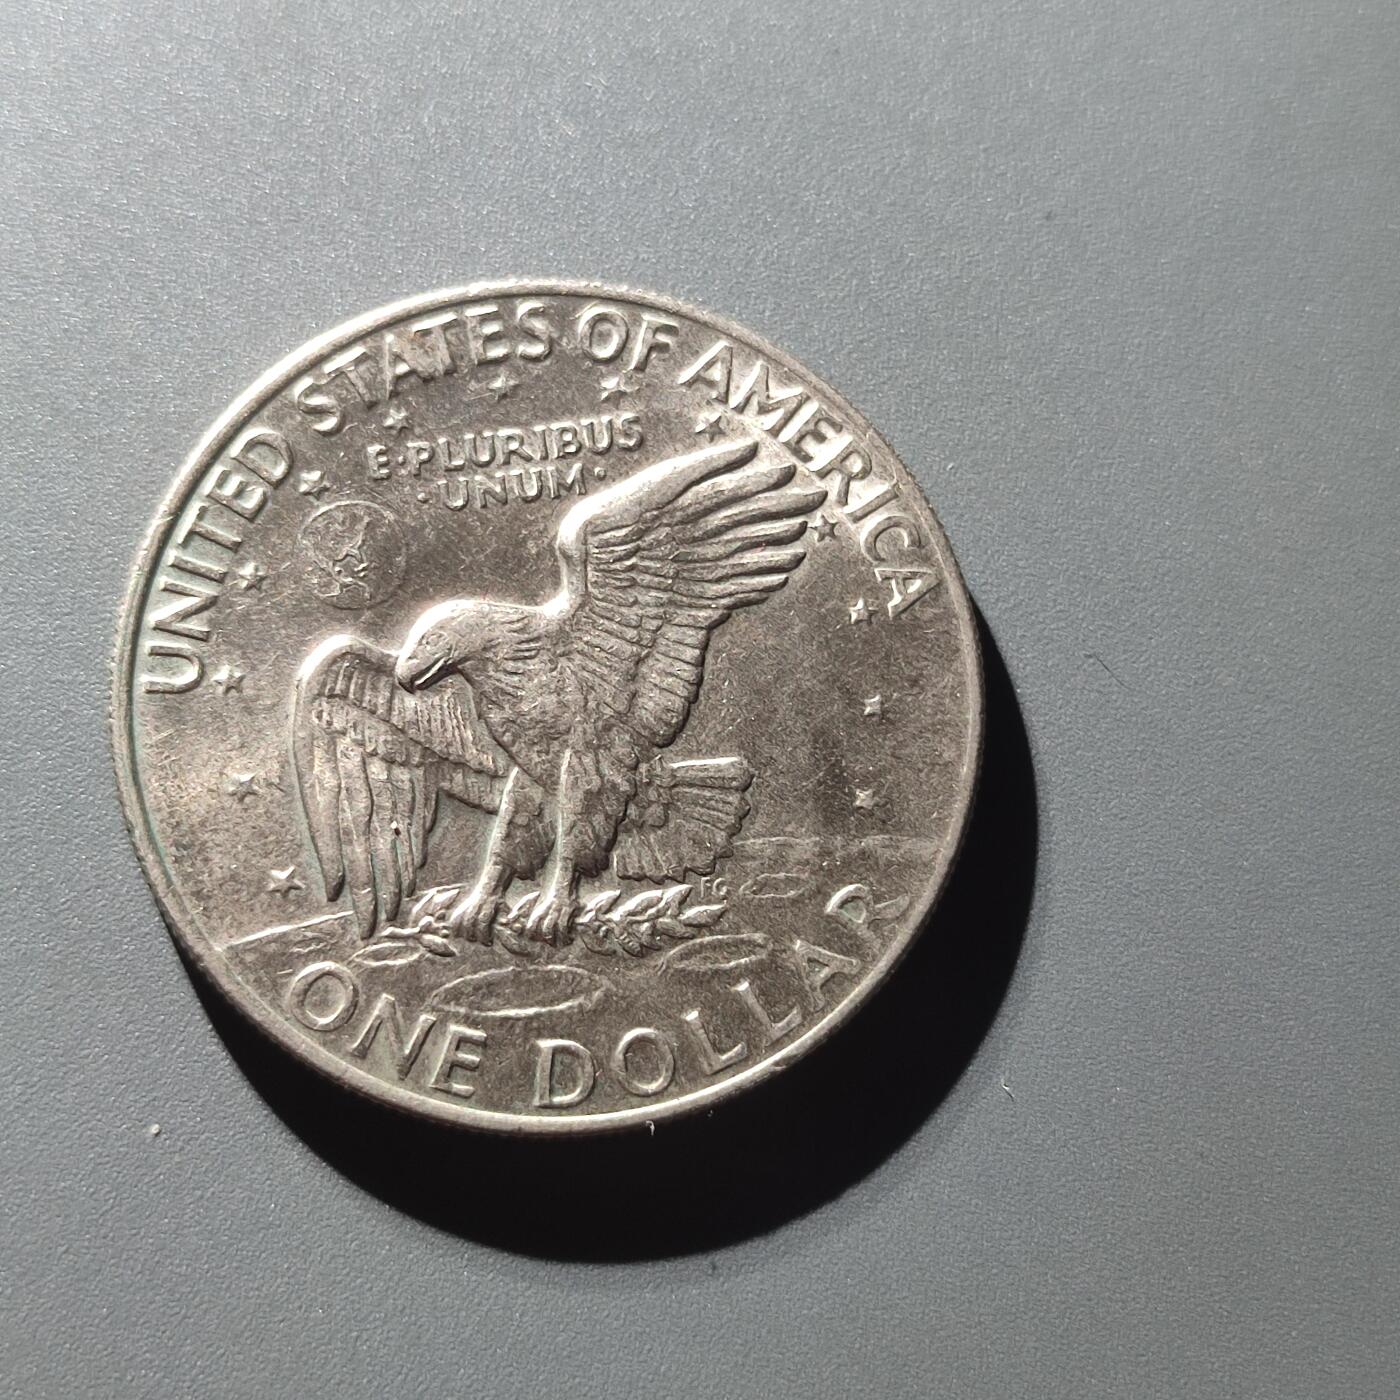 UNITED STATES OF AMERICA
E·PLURIBUS
·UNUM·
FG
ONE DOLLAR